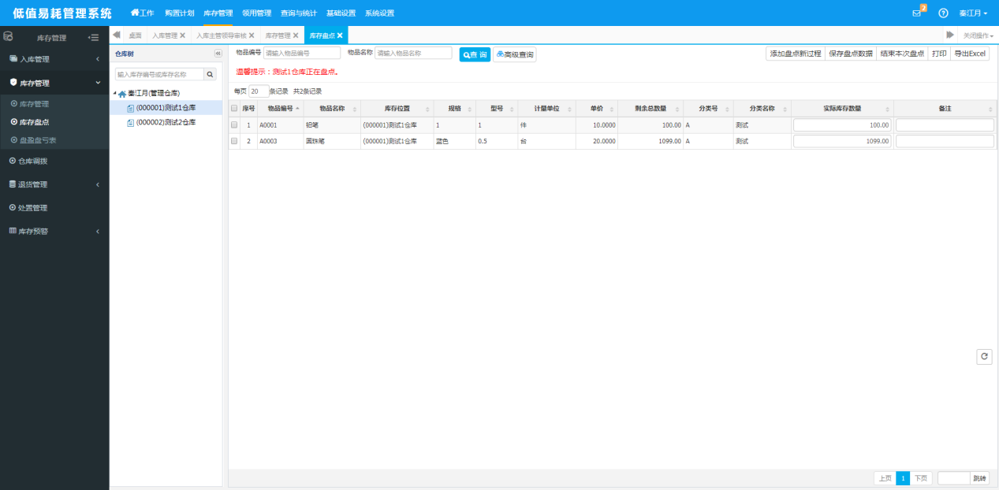 低值易耗管理系统 工作 购置计划 库存管理 领用管理 查询与统计 基础设置 系统设置 2 秦江月
库存管理
桌面 入库管理 入库主管领导审核 库存管理 库存盘点 关闭操作
入库管理
库存管理
库存管理
库存盘点
盘盈盘亏表
仓库调拨
退货管理
处置管理
库存预警
仓库树
输入库存编号或库存名称
秦江月(管理仓库)
(000001)测试1仓库
(000002)测试2仓库
物品编号 请输入物品编号 物品名称 请输入物品名称 查 询 高级查询 添加盘点新过程 保存盘点数据 结束本次盘点 打印 导出Excel
温馨提示：测试1仓库正在盘点。
每页 20 条记录 共2条记录
序号 物品编号 物品名称 库存位置 规格 型号 计量单位 单价 剩余总数量 分类号 分类名称 实际库存数量 备注
1 A0001 铅笔 (000001)测试1仓库 1 1 件 10.0000 100.00 A 测试 100.00
2 A0003 圆珠笔 (000001)测试1仓库 蓝色 0.5 台 20.0000 1099.00 A 测试 1099.00
上页 1 下页 跳转